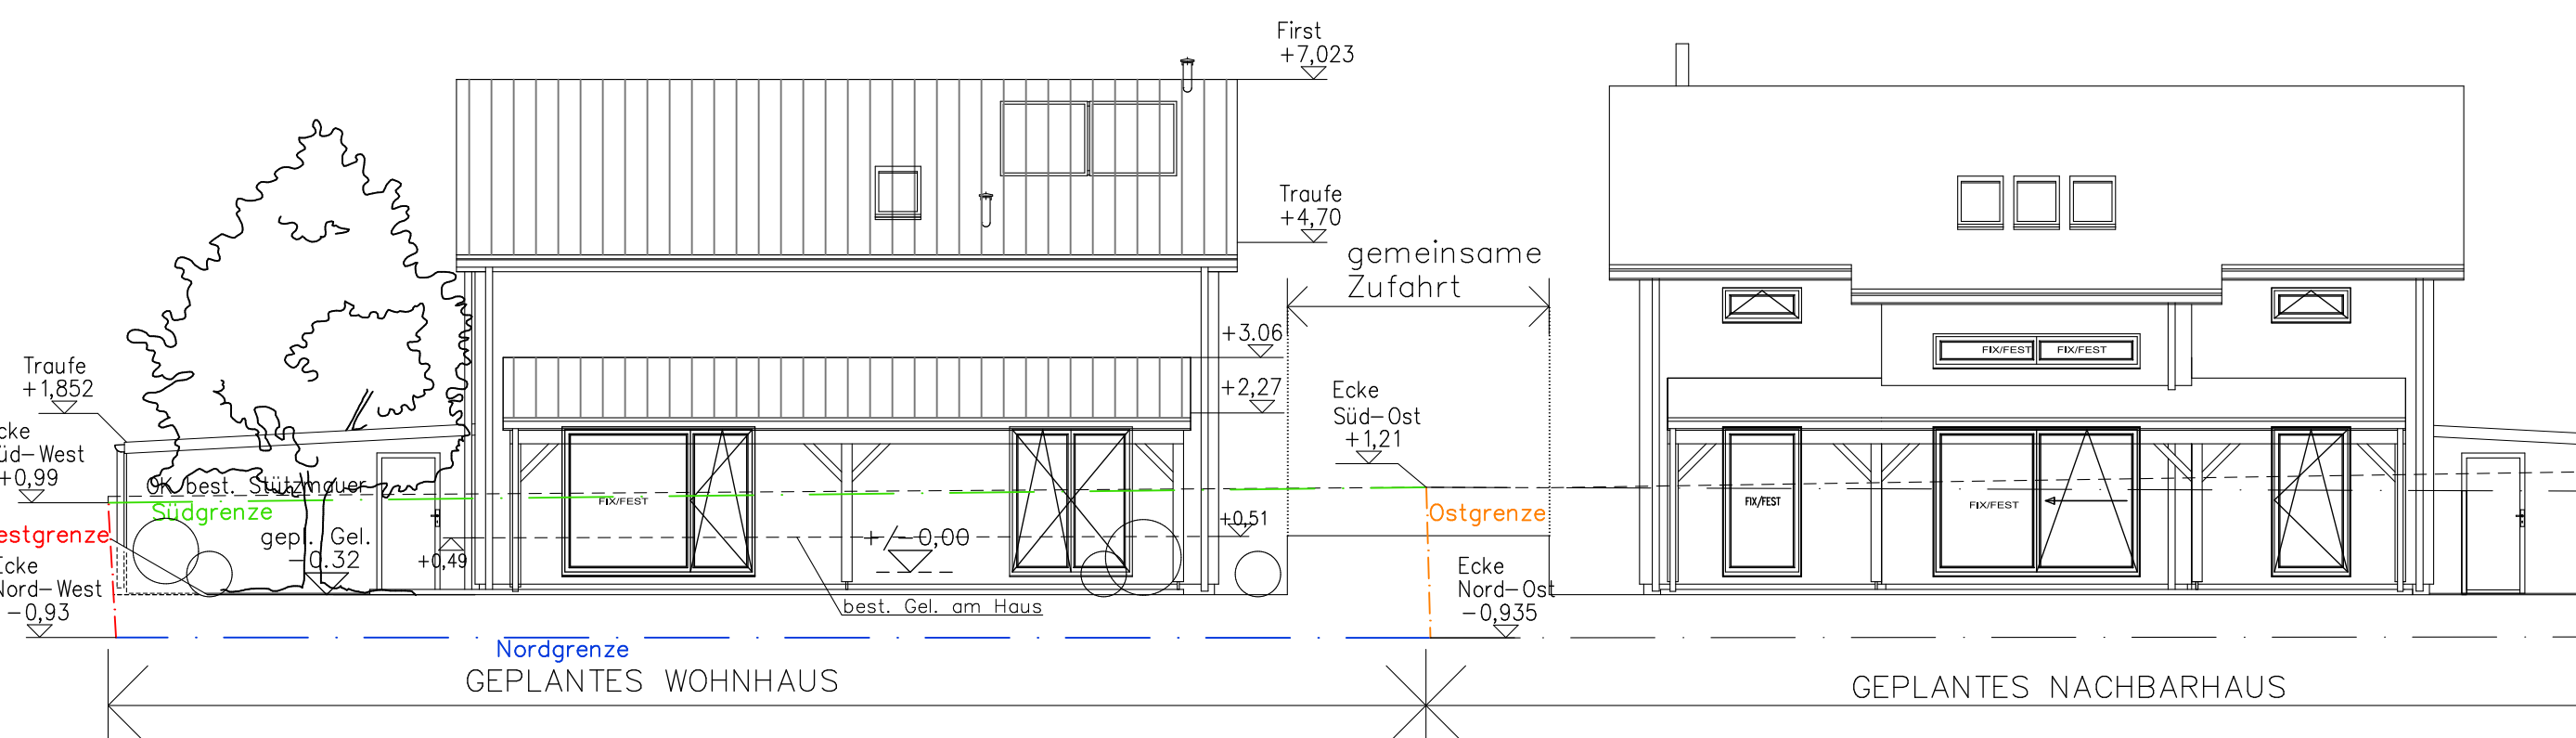 First
+7,023
Traufe
+4,70
gemeinsame
Zufahrt
+3.06
+2,27
Traufe
+1,852
Ecke
Süd-Ost
+1,21
cke
üd-West
+0,99
OK best. Stützmauer
Südgrenze
gepl. Gel.
-0.32
estgrenze
Ecke
Nord-West
-0,93
+0,49
FIX/FEST
+/-0,00
+0,51
best. Gel. am Haus
Ostgrenze
Ecke
Nord-Ost
-0,935
FIX/FEST FIX/FEST
FIX/FEST
FIX/FEST
Nordgrenze
GEPLANTES WOHNHAUS
GEPLANTES NACHBARHAUS